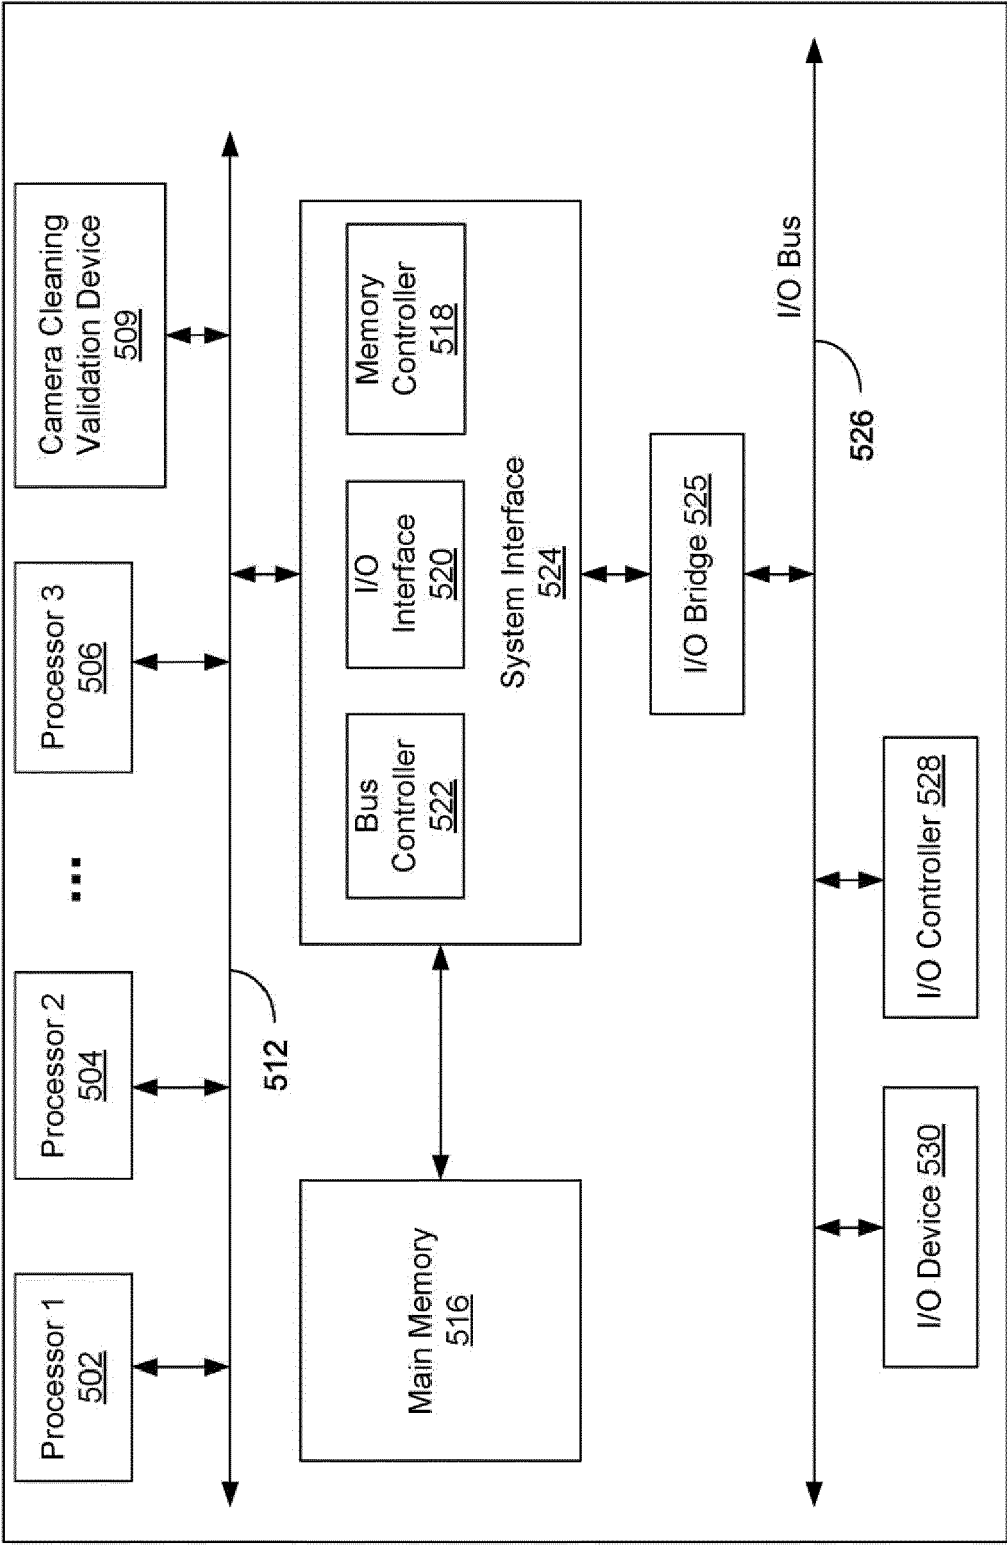 Processor 1
502
Processor 2
504
...
Processor 3
506
Camera Cleaning
Validation Device
509
512
Main Memory
516
Bus
Controller
522
I/O
Interface
520
Memory
Controller
518
System Interface
524
I/O Bridge 525
I/O Bus
526
I/O Device 530
I/O Controller 528